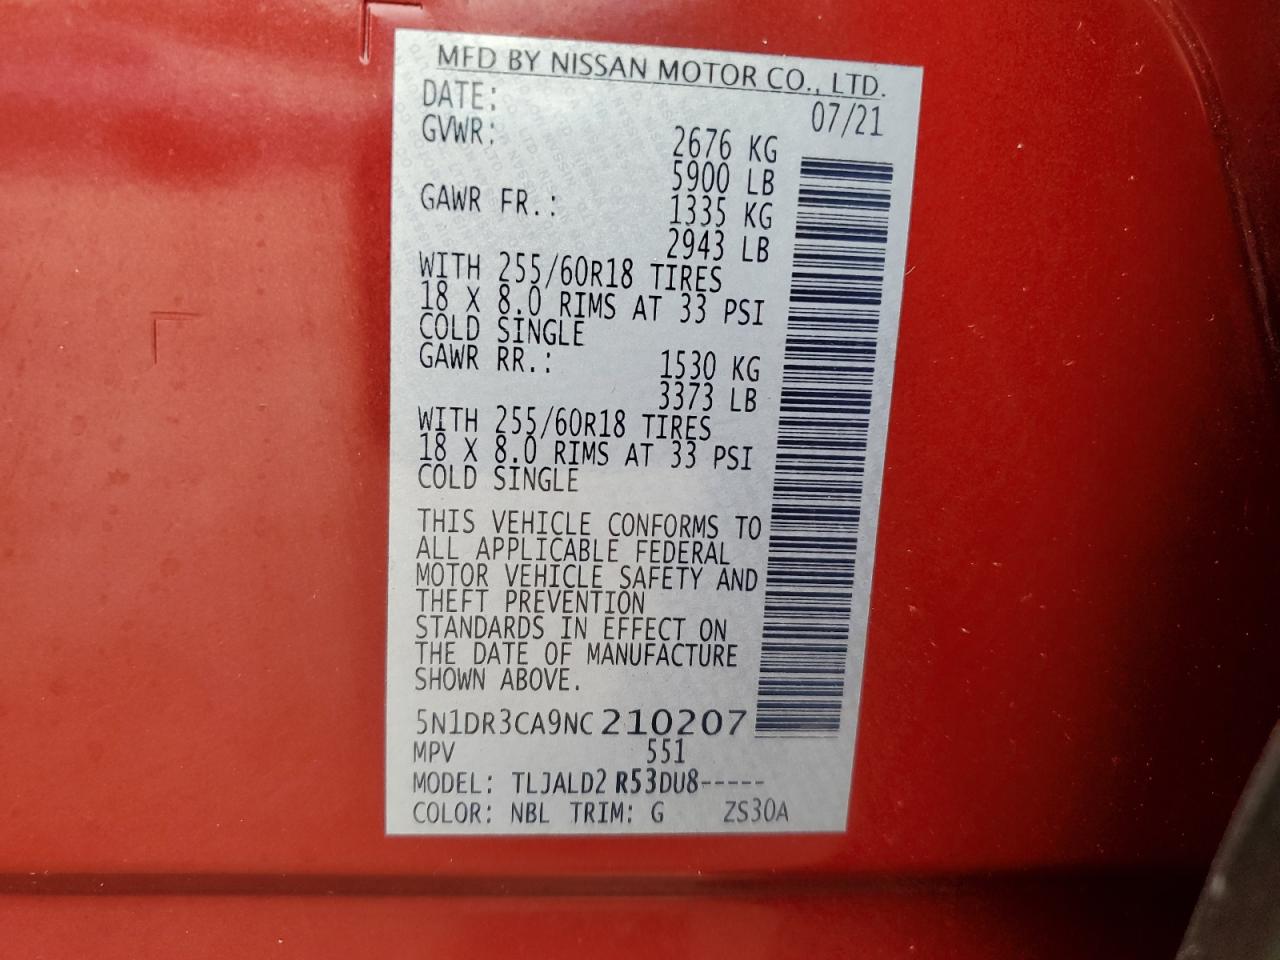 MFD BY NISSAN MOTOR CO., LTD.
DATE: 07/21
GVWR: 2676 KG
5900 LB
GAWR FR.: 1335 KG
2943 LB
WITH 255/60R18 TIRES
18 X 8.0 RIMS AT 33 PSI
COLD SINGLE
GAWR RR.: 1530 KG
3373 LB
WITH 255/60R18 TIRES
18 X 8.0 RIMS AT 33 PSI
COLD SINGLE
THIS VEHICLE CONFORMS TO
ALL APPLICABLE FEDERAL
MOTOR VEHICLE SAFETY AND
THEFT PREVENTION
STANDARDS IN EFFECT ON
THE DATE OF MANUFACTURE
SHOWN ABOVE.
5N1DR3CA9NC210207
MPV 551
MODEL: TLJALD2 R53DU8-----
COLOR: NBL TRIM: G ZS30A